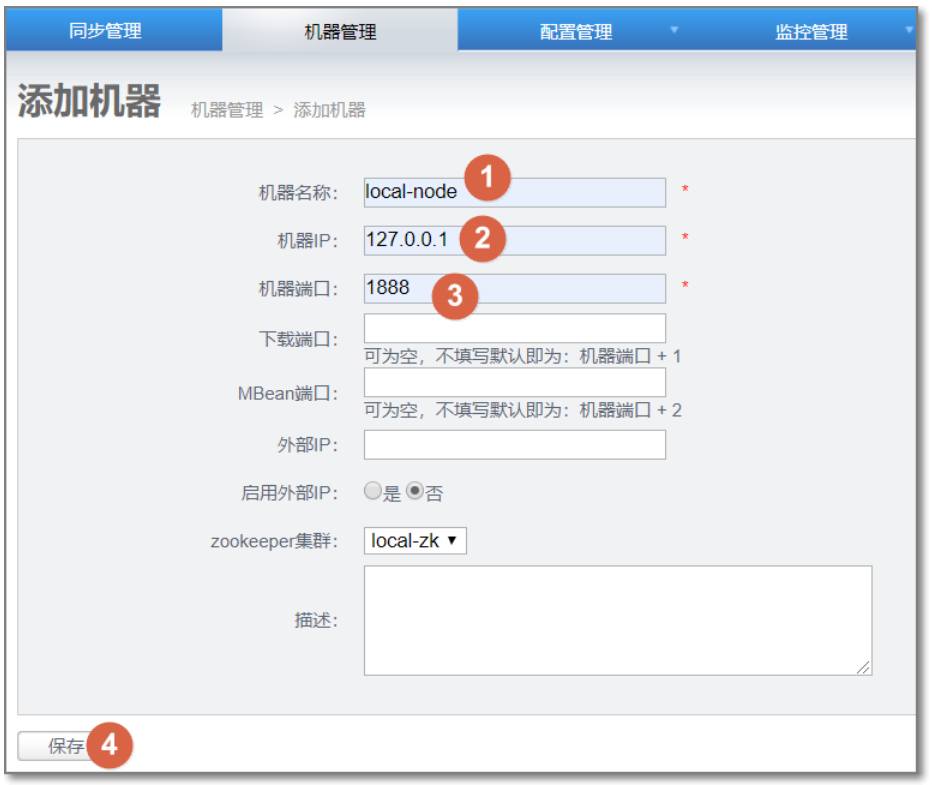 同步管理 机器管理 配置管理 监控管理
添加机器 机器管理 > 添加机器
机器名称: local-node 1 *
机器IP: 127.0.0.1 2 *
机器端口: 1888 3 *
下载端口:
可为空，不填写默认即为：机器端口 + 1
MBean端口:
可为空，不填写默认即为：机器端口 + 2
外部IP:
启用外部IP: 是 否
zookeeper集群: local-zk
描述:
保存 4